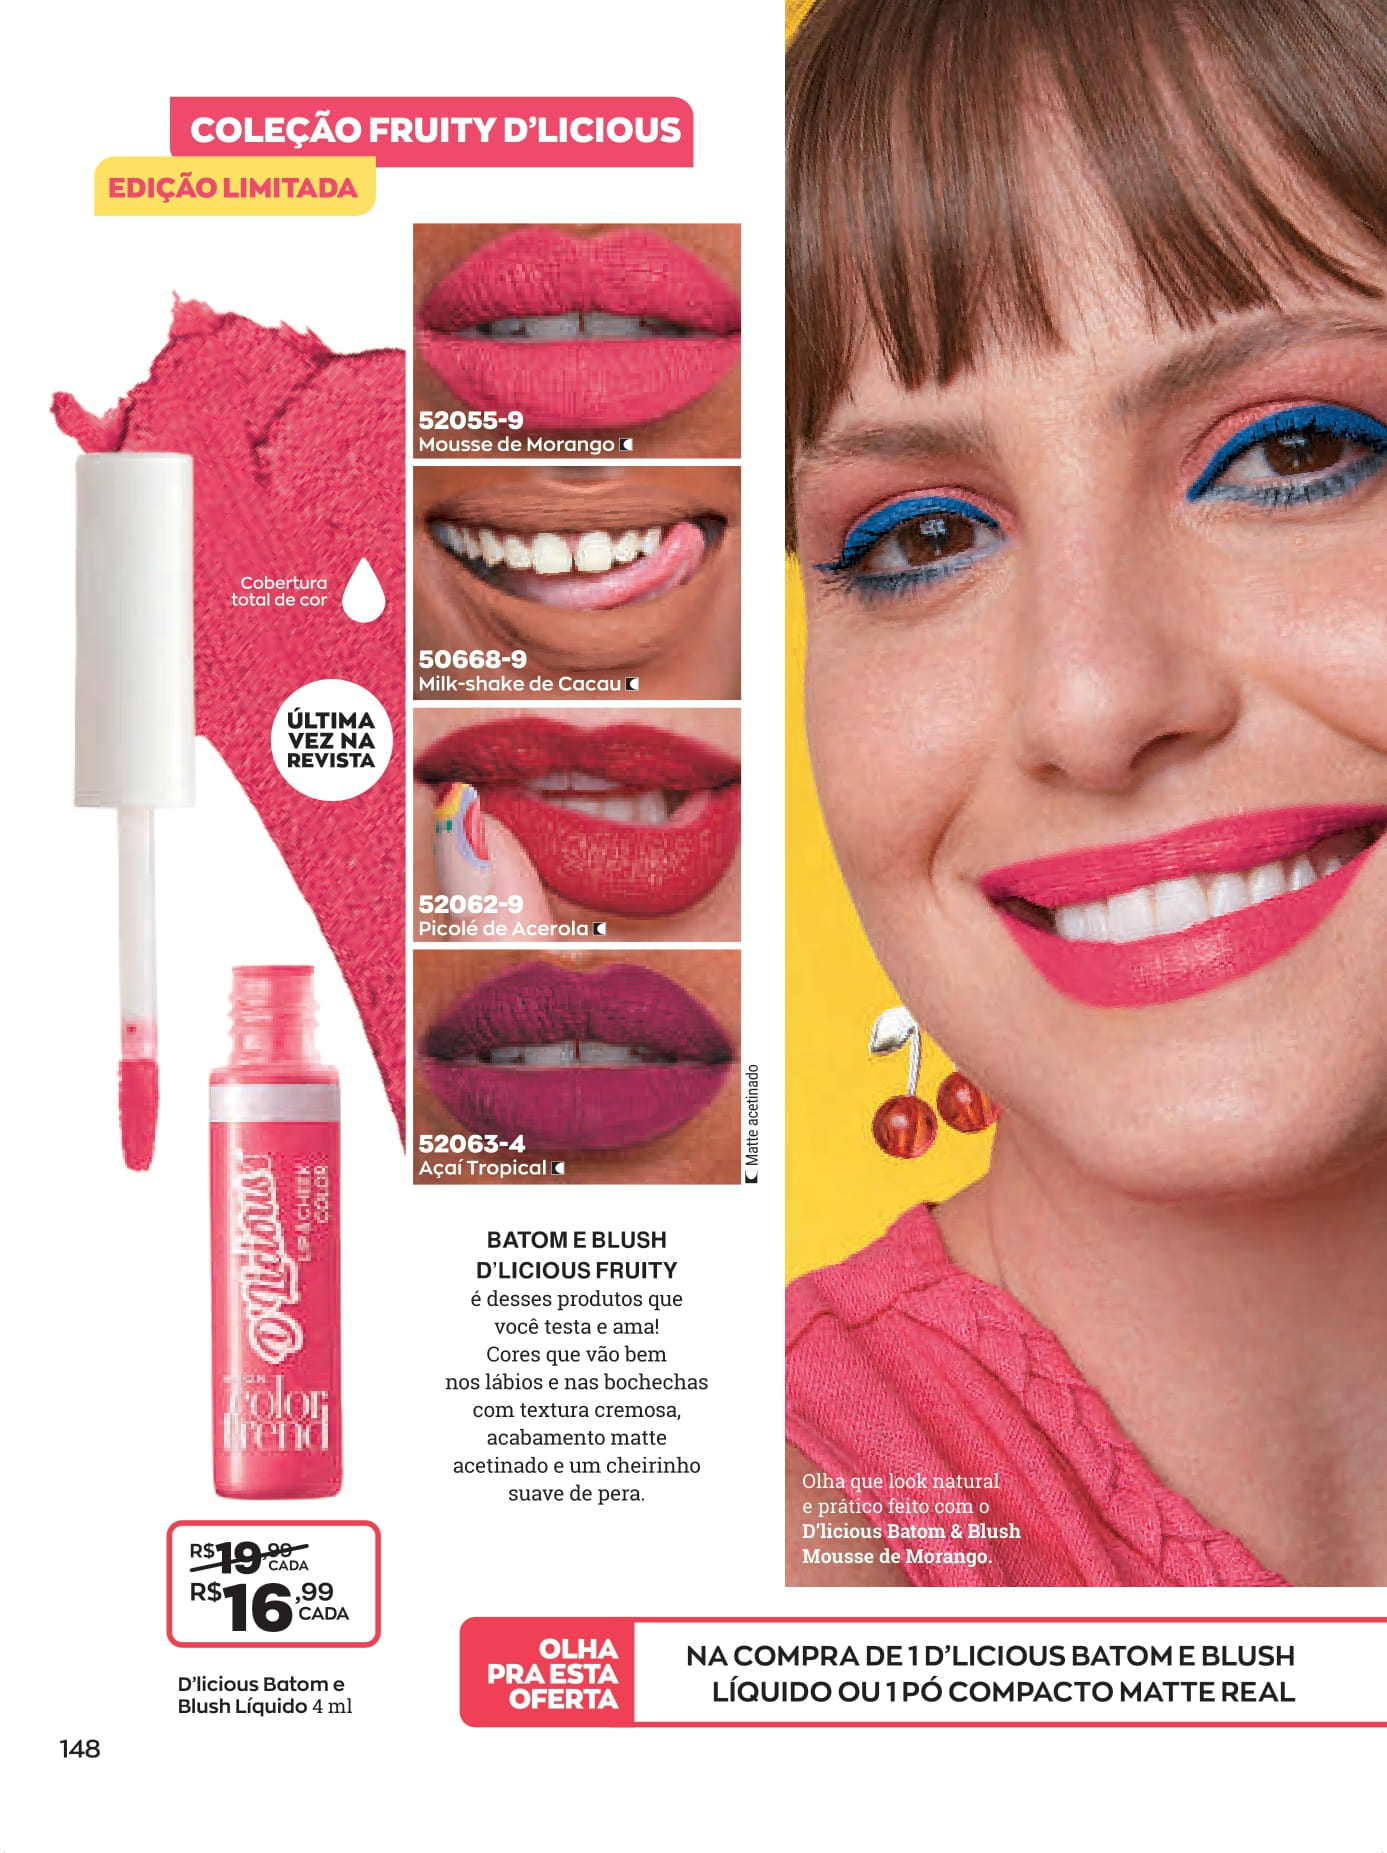 COLEÇÃO FRUITY D'LICIOUS
EDIÇÃO LIMITADA
52055-9
Mousse de Morango
Cobertura
total de cor
50668-9
Milk-shake de Cacau
ÚLTIMA
VEZ NA
REVISTA
52062-9
Picolé de Acerola
52063-4
Açaí Tropical
Matte acetinado
D'licious
LIP & CHEEK
COLOR
color
trend
BATOM E BLUSH
D'LICIOUS FRUITY
é desses produtos que
você testa e ama!
Cores que vão bem
nos lábios e nas bochechas
com textura cremosa,
acabamento matte
acetinado e um cheirinho
suave de pera.
Olha que look natural
e prático feito com o
D'licious Batom & Blush
Mousse de Morango.
R$19,99
CADA
R$16,99
CADA
D'licious Batom e
Blush Líquido 4 ml
OLHA
PRA ESTA
OFERTA
NA COMPRA DE 1 D'LICIOUS BATOM E BLUSH
LÍQUIDO OU 1 PÓ COMPACTO MATTE REAL
148